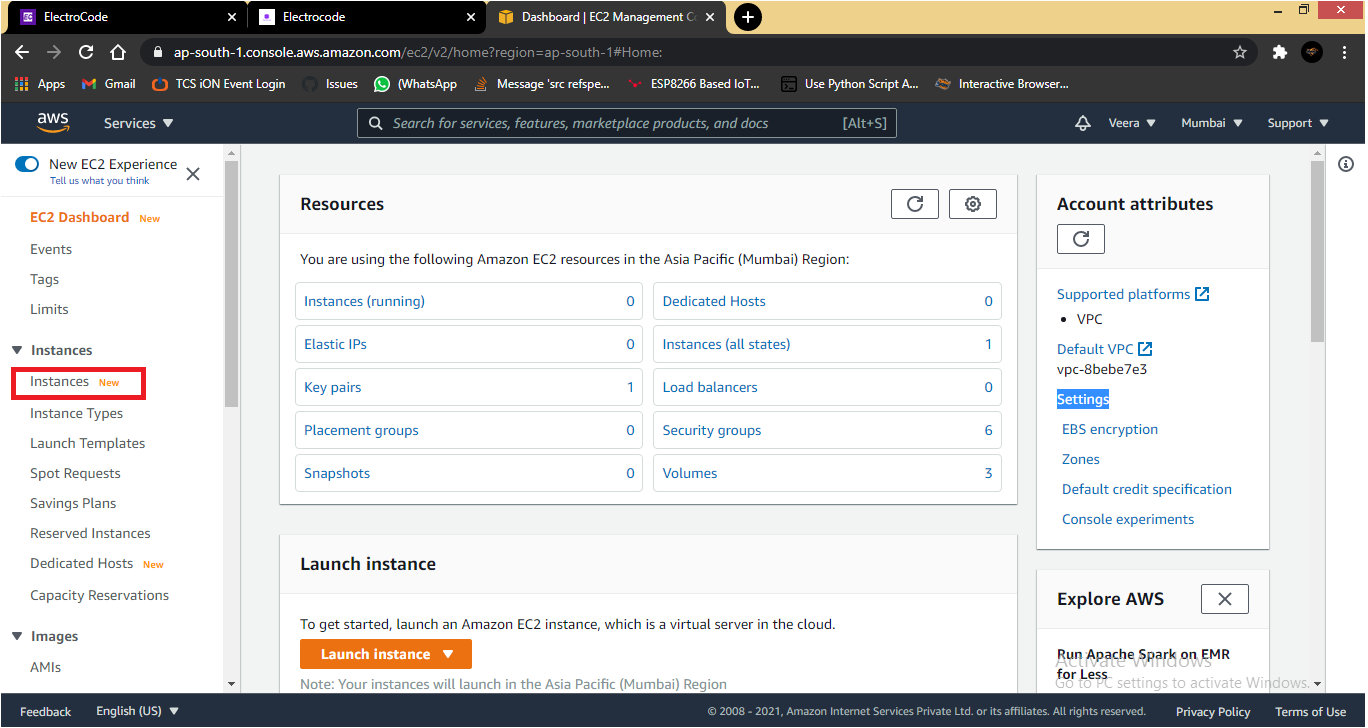 ElectroCode
Electrocode
Dashboard | EC2 Management Co
ap-south-1.console.aws.amazon.com/ec2/v2/home?region=ap-south-1#Home:
Apps
Gmail
TCS iON Event Login
Issues
(WhatsApp
Message 'src refspe...
ESP8266 Based IoT...
Use Python Script A...
Interactive Browser...
aws
Services
Search for services, features, marketplace products, and docs
[Alt+S]
Veera
Mumbai
Support
New EC2 Experience
Tell us what you think
EC2 Dashboard New
Events
Tags
Limits
Instances
Instances New
Instance Types
Launch Templates
Spot Requests
Savings Plans
Reserved Instances
Dedicated Hosts New
Capacity Reservations
Images
AMIs
Resources
You are using the following Amazon EC2 resources in the Asia Pacific (Mumbai) Region:
Instances (running) 0
Dedicated Hosts 0
Elastic IPs 0
Instances (all states) 1
Key pairs 1
Load balancers 0
Placement groups 0
Security groups 6
Snapshots 0
Volumes 3
Launch instance
To get started, launch an Amazon EC2 instance, which is a virtual server in the cloud.
Launch instance
Note: Your instances will launch in the Asia Pacific (Mumbai) Region
Account attributes
Supported platforms
• VPC
Default VPC
vpc-8bebe7e3
Settings
EBS encryption
Zones
Default credit specification
Console experiments
Explore AWS
Run Apache Spark on EMR
for Less
Activate Windows
Go to PC settings to activate Windows.
Feedback
English (US)
© 2008 - 2021, Amazon Internet Services Private Ltd. or its affiliates. All rights reserved.
Privacy Policy
Terms of Use